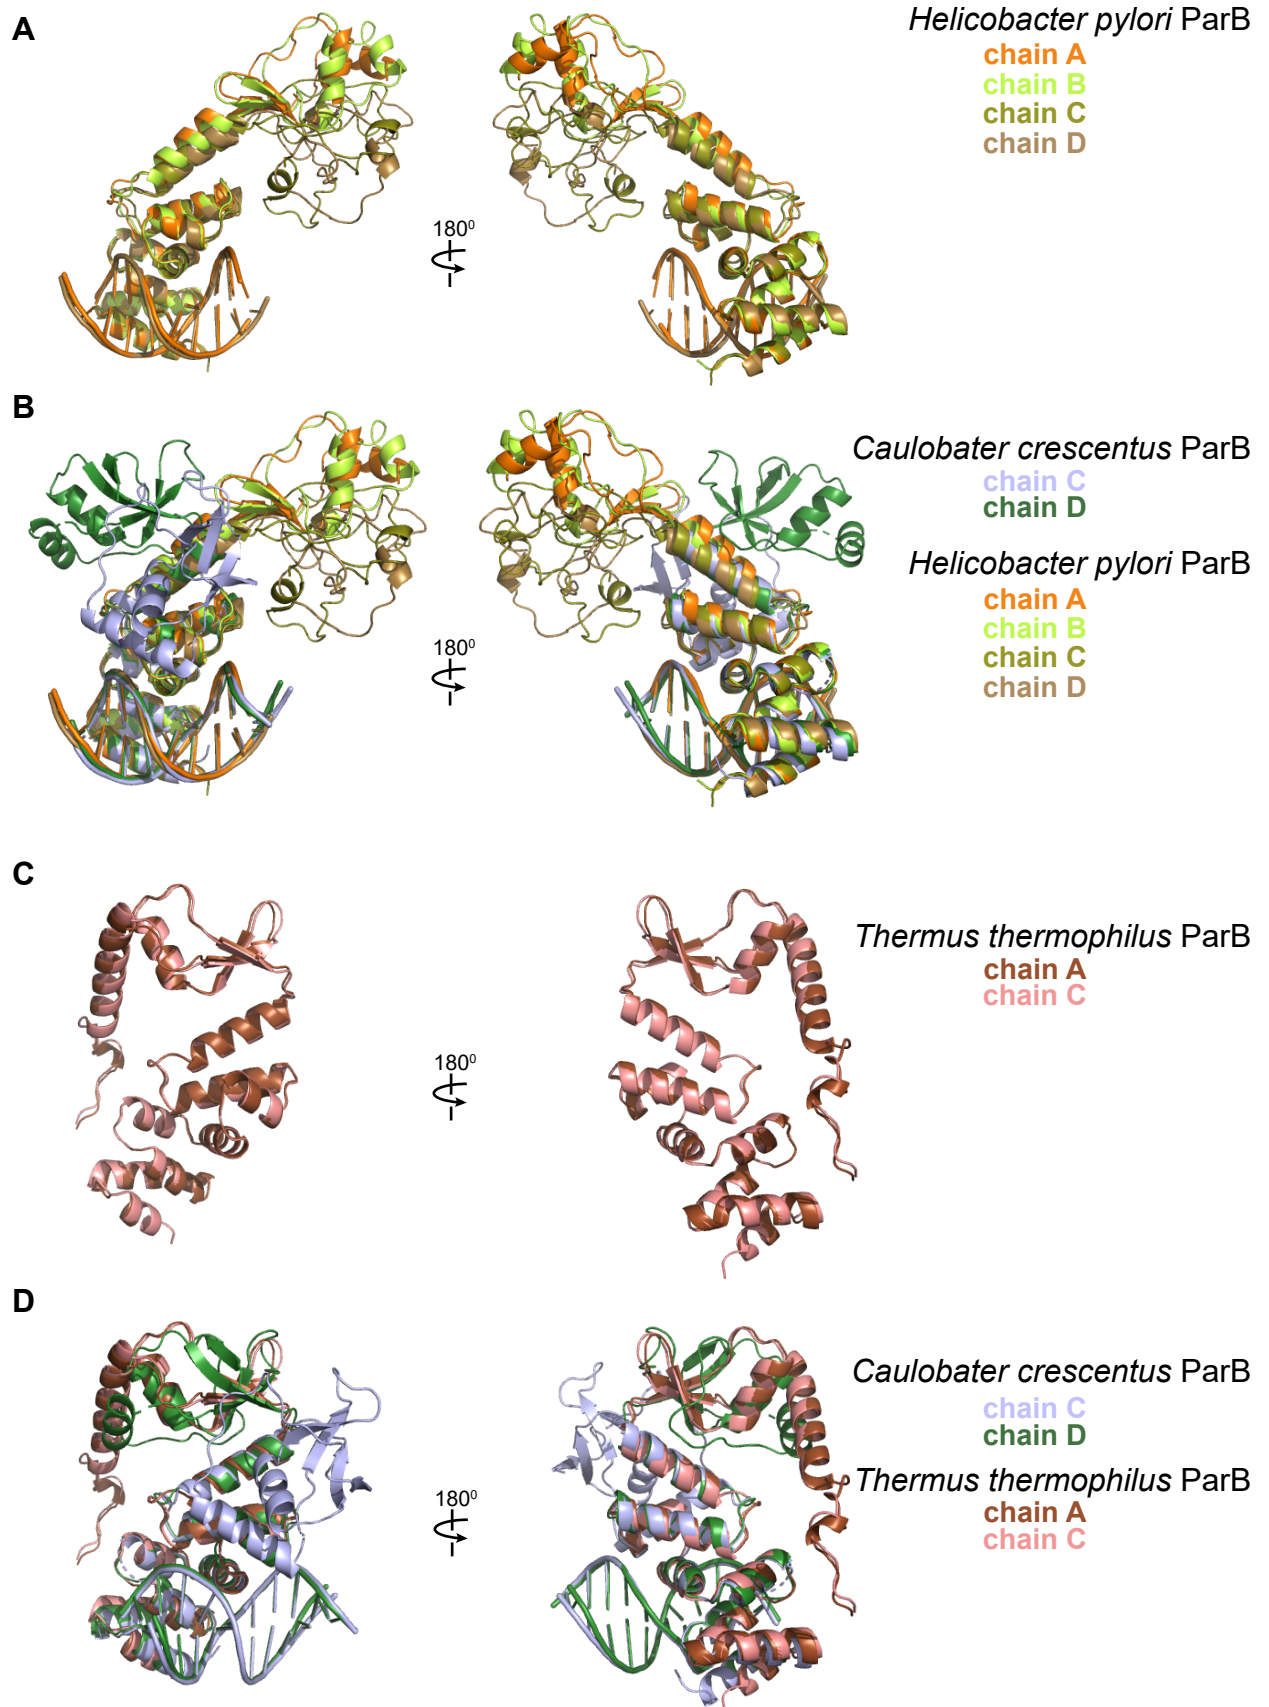 A
Helicobacter pylori ParB
chain A
chain B
chain C
chain D
180⁰
B
Caulobater crescentus ParB
chain C
chain D
Helicobacter pylori ParB
chain A
chain B
chain C
chain D
180⁰
C
Thermus thermophilus ParB
chain A
chain C
180⁰
D
Caulobater crescentus ParB
chain C
chain D
Thermus thermophilus ParB
chain A
chain C
180⁰